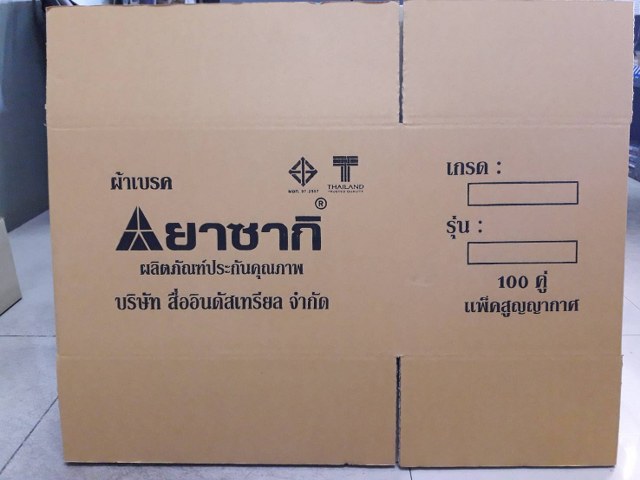 ผ้าเบรค
THAILAND
ยาซากิ ®
ผลิตภัณฑ์ประกันคุณภาพ
บริษัท สื่ออินดัสเทรียล จำกัด
เกรด :
รุ่น :
100 คู่
แพ็คสูญญากาศ